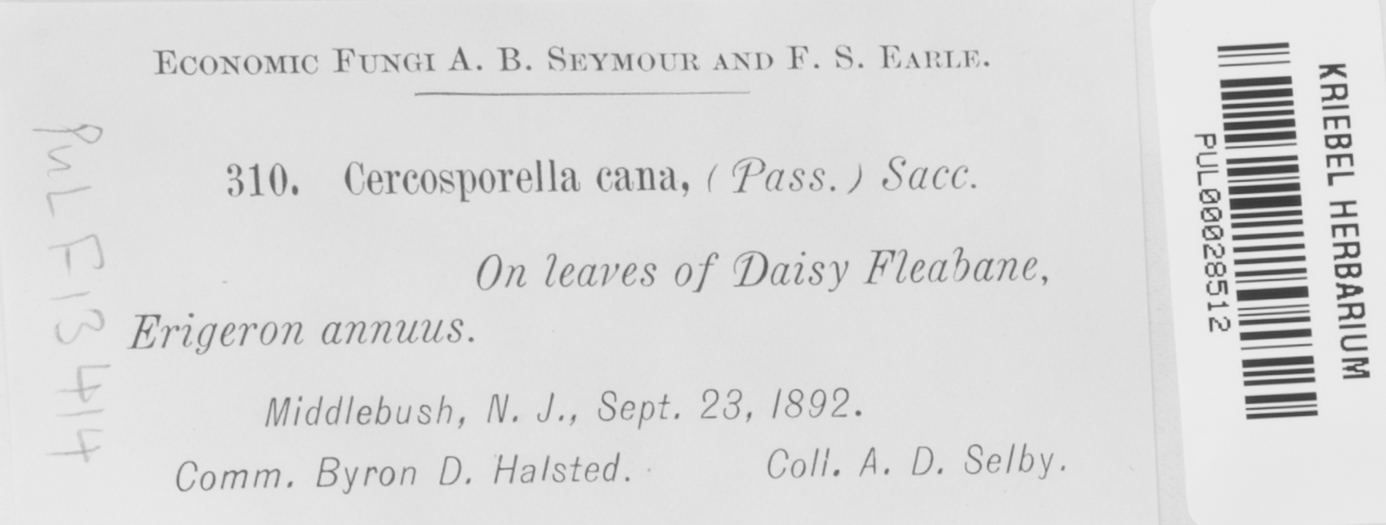 ECONOMIC FUNGI A. B. SEYMOUR AND F. S. EARLE.
310. Cercosporella cana, (Pass.) Sacc.
On leaves of Daisy Fleabane,
Erigeron annuus.
Middlebush, N. J., Sept. 23, 1892.
Comm. Byron D. Halsted. Coll. A. D. Selby.
PUL F13414
KRIEBEL HERBARIUM
PUL00028512